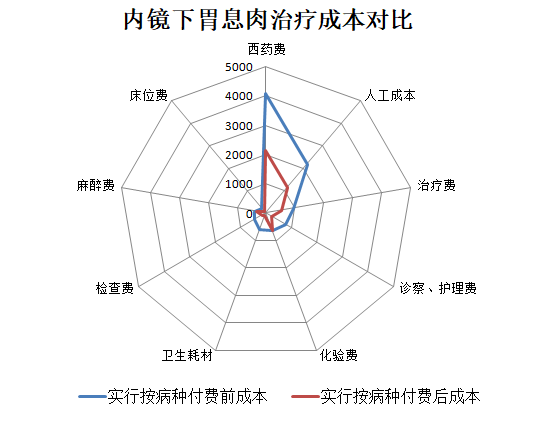 内镜下胃息肉治疗成本对比
西药费
5000
床位费
人工成本
4000
3000
2000
麻醉费
治疗费
1000
0
检查费
诊察、护理费
卫生耗材
化验费
实行按病种付费前成本
实行按病种付费后成本